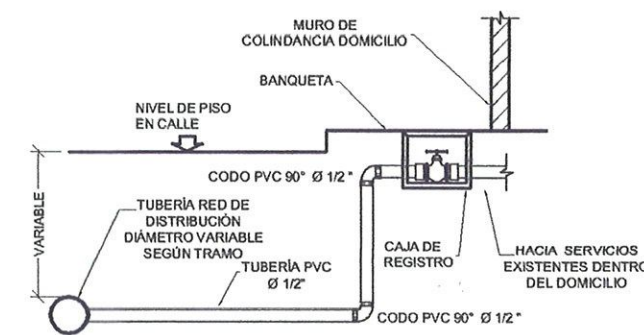 MURO DE
COLINDANCIA DOMICILIO
BANQUETA
NIVEL DE PISO
EN CALLE
CODO PVC 90° Ø 1/2 "
VARIABLE
TUBERÍA RED DE
DISTRIBUCIÓN
DIÁMETRO VARIABLE
SEGÚN TRAMO
TUBERÍA PVC
Ø 1/2"
CAJA DE
REGISTRO
HACIA SERVICIOS
EXISTENTES DENTRO
DEL DOMICILIO
CODO PVC 90° Ø 1/2 "